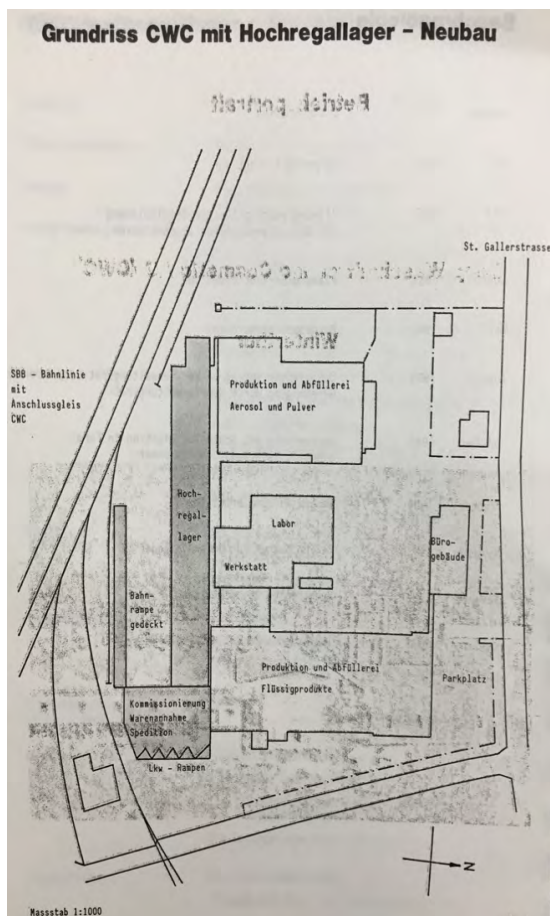 Grundriss CWC mit Hochregallager - Neubau
St. Gallerstrasse
SBB - Bahnlinie
mit
Anschlussgleis
CWC
Produktion und Abfüllerei
Aerosol und Pulver
Hoch-
regal-
lager
Labor
Werkstatt
Büro-
gebäude
Bahn-
rampe
gedeckt
Produktion und Abfüllerei
Flüssigprodukte
Parkplatz
Kommissionierung
Warenannahme
Spedition
Lkw - Rampen
N
Massstab 1:1000